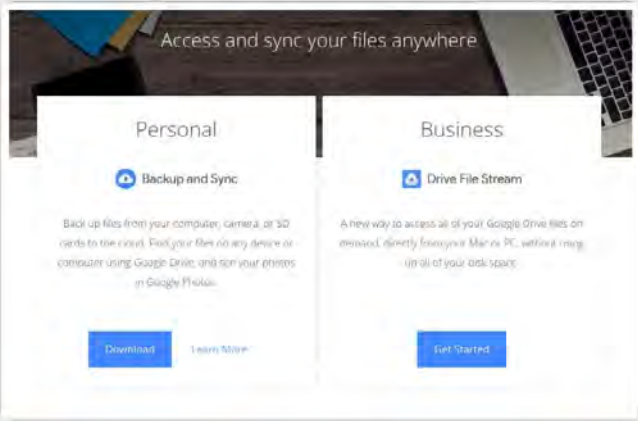 Access and sync your files anywhere
Personal
Backup and Sync
Back up files from your computer, camera, or SD
cards to the cloud. Find your files on any device or
computer using Google Drive, and see your photos
in Google Photos.
Download
Learn More
Business
Drive File Stream
A new way to access all of your Google Drive files on
demand, directly from your Mac or PC, without using
up all of your disk space.
Get Started